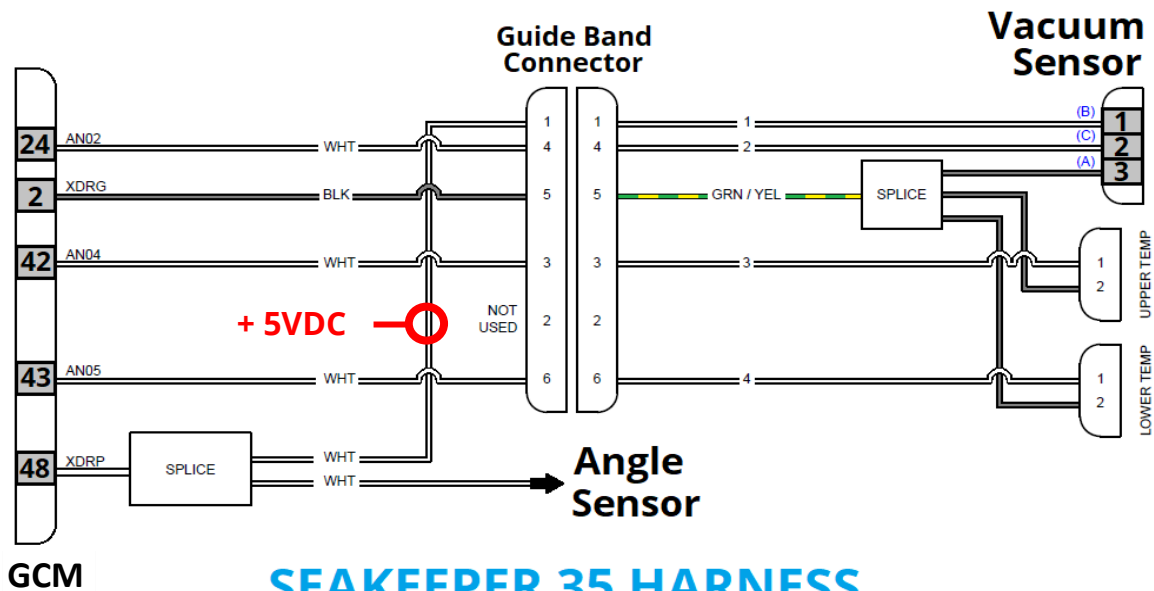 Guide Band
Connector
Vacuum
Sensor
24 AN02 WHT 1 1 1 (B) 1
4 4 2 (C) 2
(A) 3
2 XDRG BLK 5 5 GRN / YEL SPLICE
42 AN04 WHT 3 3 3 1
2
UPPER TEMP
+ 5VDC
NOT
USED
2 2
43 AN05 WHT 6 6 4 1
2
LOWER TEMP
48 XDRP SPLICE WHT
WHT
Angle
Sensor
GCM
SEAKEEPER 35 HARNESS